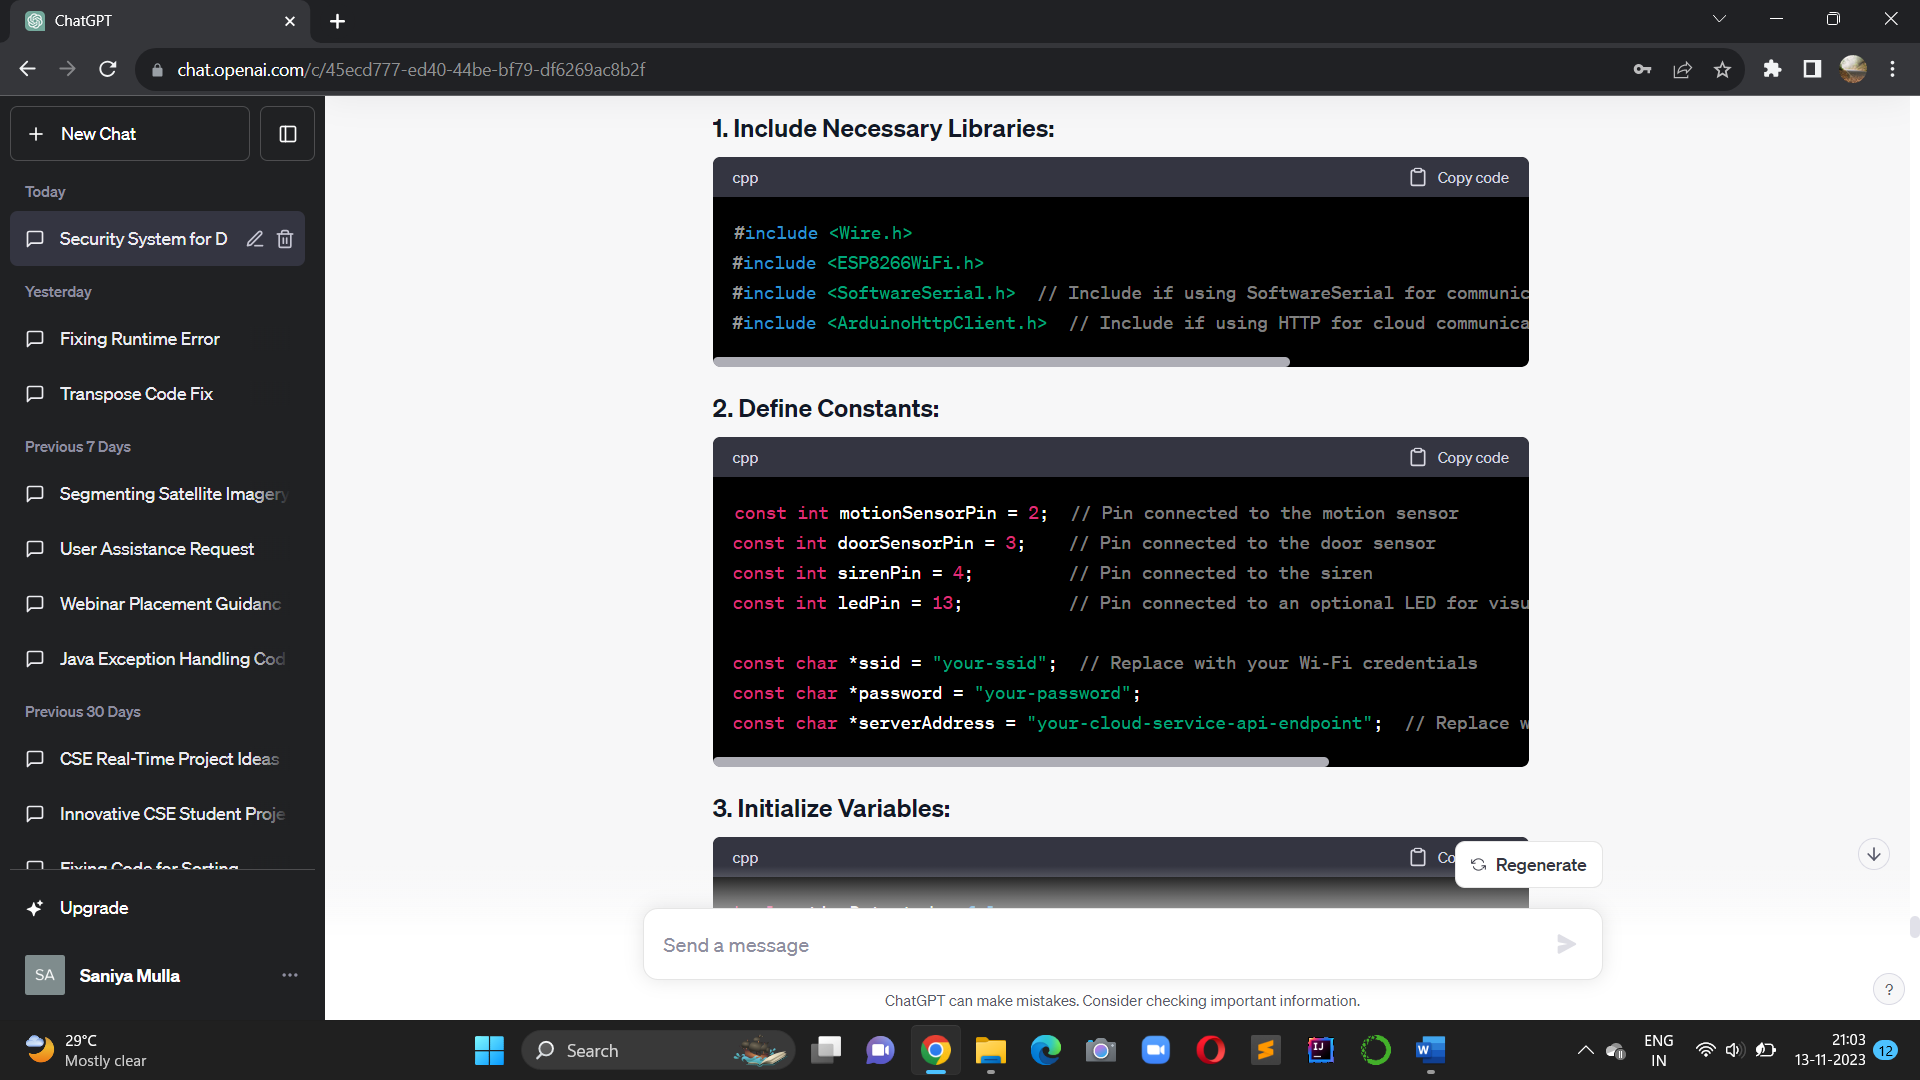 ChatGPT
chat.openai.com/c/45ecd777-ed40-44be-bf79-df6269ac8b2f
New Chat
Today
Security System for D
Yesterday
Fixing Runtime Error
Transpose Code Fix
Previous 7 Days
Segmenting Satellite Imagery
User Assistance Request
Webinar Placement Guidanc
Java Exception Handling Cod
Previous 30 Days
CSE Real-Time Project Ideas
Innovative CSE Student Proje
Fixing Code for Sorting
Upgrade
SA
Saniya Mulla
1. Include Necessary Libraries:
cpp
Copy code
#include <Wire.h>
#include <ESP8266WiFi.h>
#include <SoftwareSerial.h>  // Include if using SoftwareSerial for communic
#include <ArduinoHttpClient.h>  // Include if using HTTP for cloud communica
2. Define Constants:
cpp
Copy code
const int motionSensorPin = 2;  // Pin connected to the motion sensor
const int doorSensorPin = 3;    // Pin connected to the door sensor
const int sirenPin = 4;         // Pin connected to the siren
const int ledPin = 13;          // Pin connected to an optional LED for visu
const char *ssid = "your-ssid";  // Replace with your Wi-Fi credentials
const char *password = "your-password";
const char *serverAddress = "your-cloud-service-api-endpoint";  // Replace w
3. Initialize Variables:
cpp
Co
Regenerate
Send a message
ChatGPT can make mistakes. Consider checking important information.
?
29°C
Mostly clear
Search
ENG
IN
21:03
13-11-2023
12